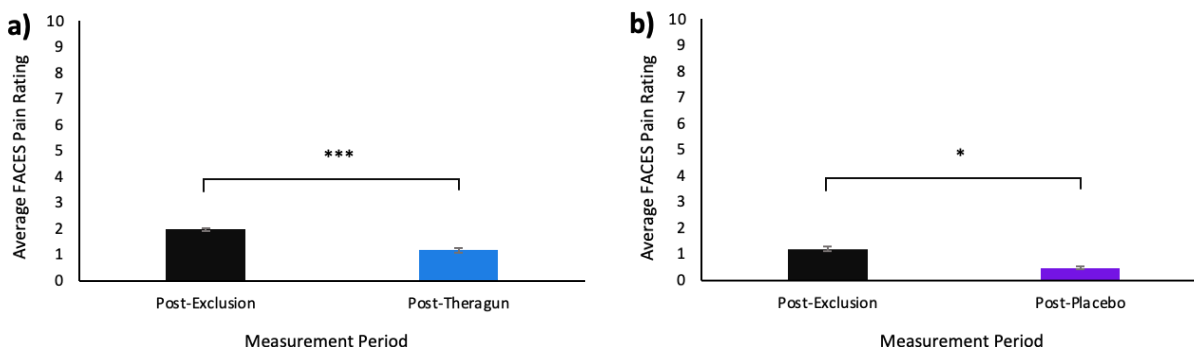 a)
Average FACES Pain Rating
10
9
8
7
6
5
4
3
2
1
0
***
Post-Exclusion
Post-Theragun
Measurement Period
b)
Average FACES Pain Rating
10
9
8
7
6
5
4
3
2
1
0
*
Post-Exclusion
Post-Placebo
Measurement Period